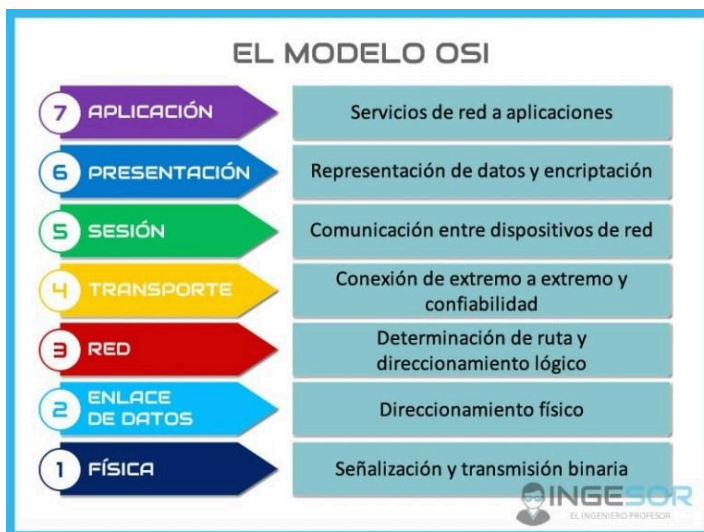 EL MODELO OSI
7 APLICACIÓN
Servicios de red a aplicaciones
6 PRESENTACIÓN
Representación de datos y encriptación
5 SESIÓN
Comunicación entre dispositivos de red
4 TRANSPORTE
Conexión de extremo a extremo y
confiabilidad
3 RED
Determinación de ruta y
direccionamiento lógico
2 ENLACE
DE DATOS
Direccionamiento físico
1 FÍSICA
Señalización y transmisión binaria
INGESOR
EL INGENIERO PROFESOR